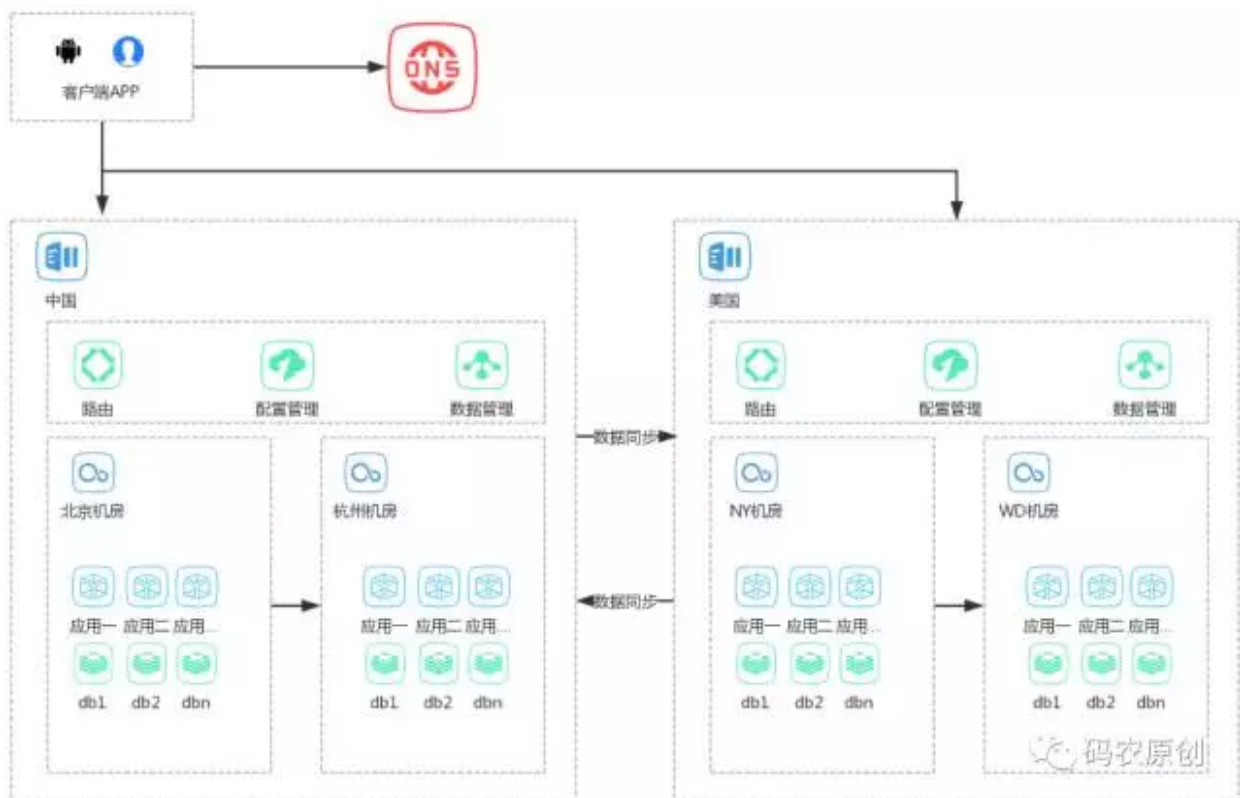 DNS
客户端APP
中国
美国
路由 配置管理 数据管理
路由 配置管理 数据管理
数据同步
北京机房 杭州机房
NY机房 WD机房
数据同步
应用一 应用二 应用...
应用一 应用二 应用...
应用一 应用二 应用...
应用一 应用二 应用...
db1 db2 dbn
db1 db2 dbn
db1 db2 dbn
db1 db2 dbn
码农原创